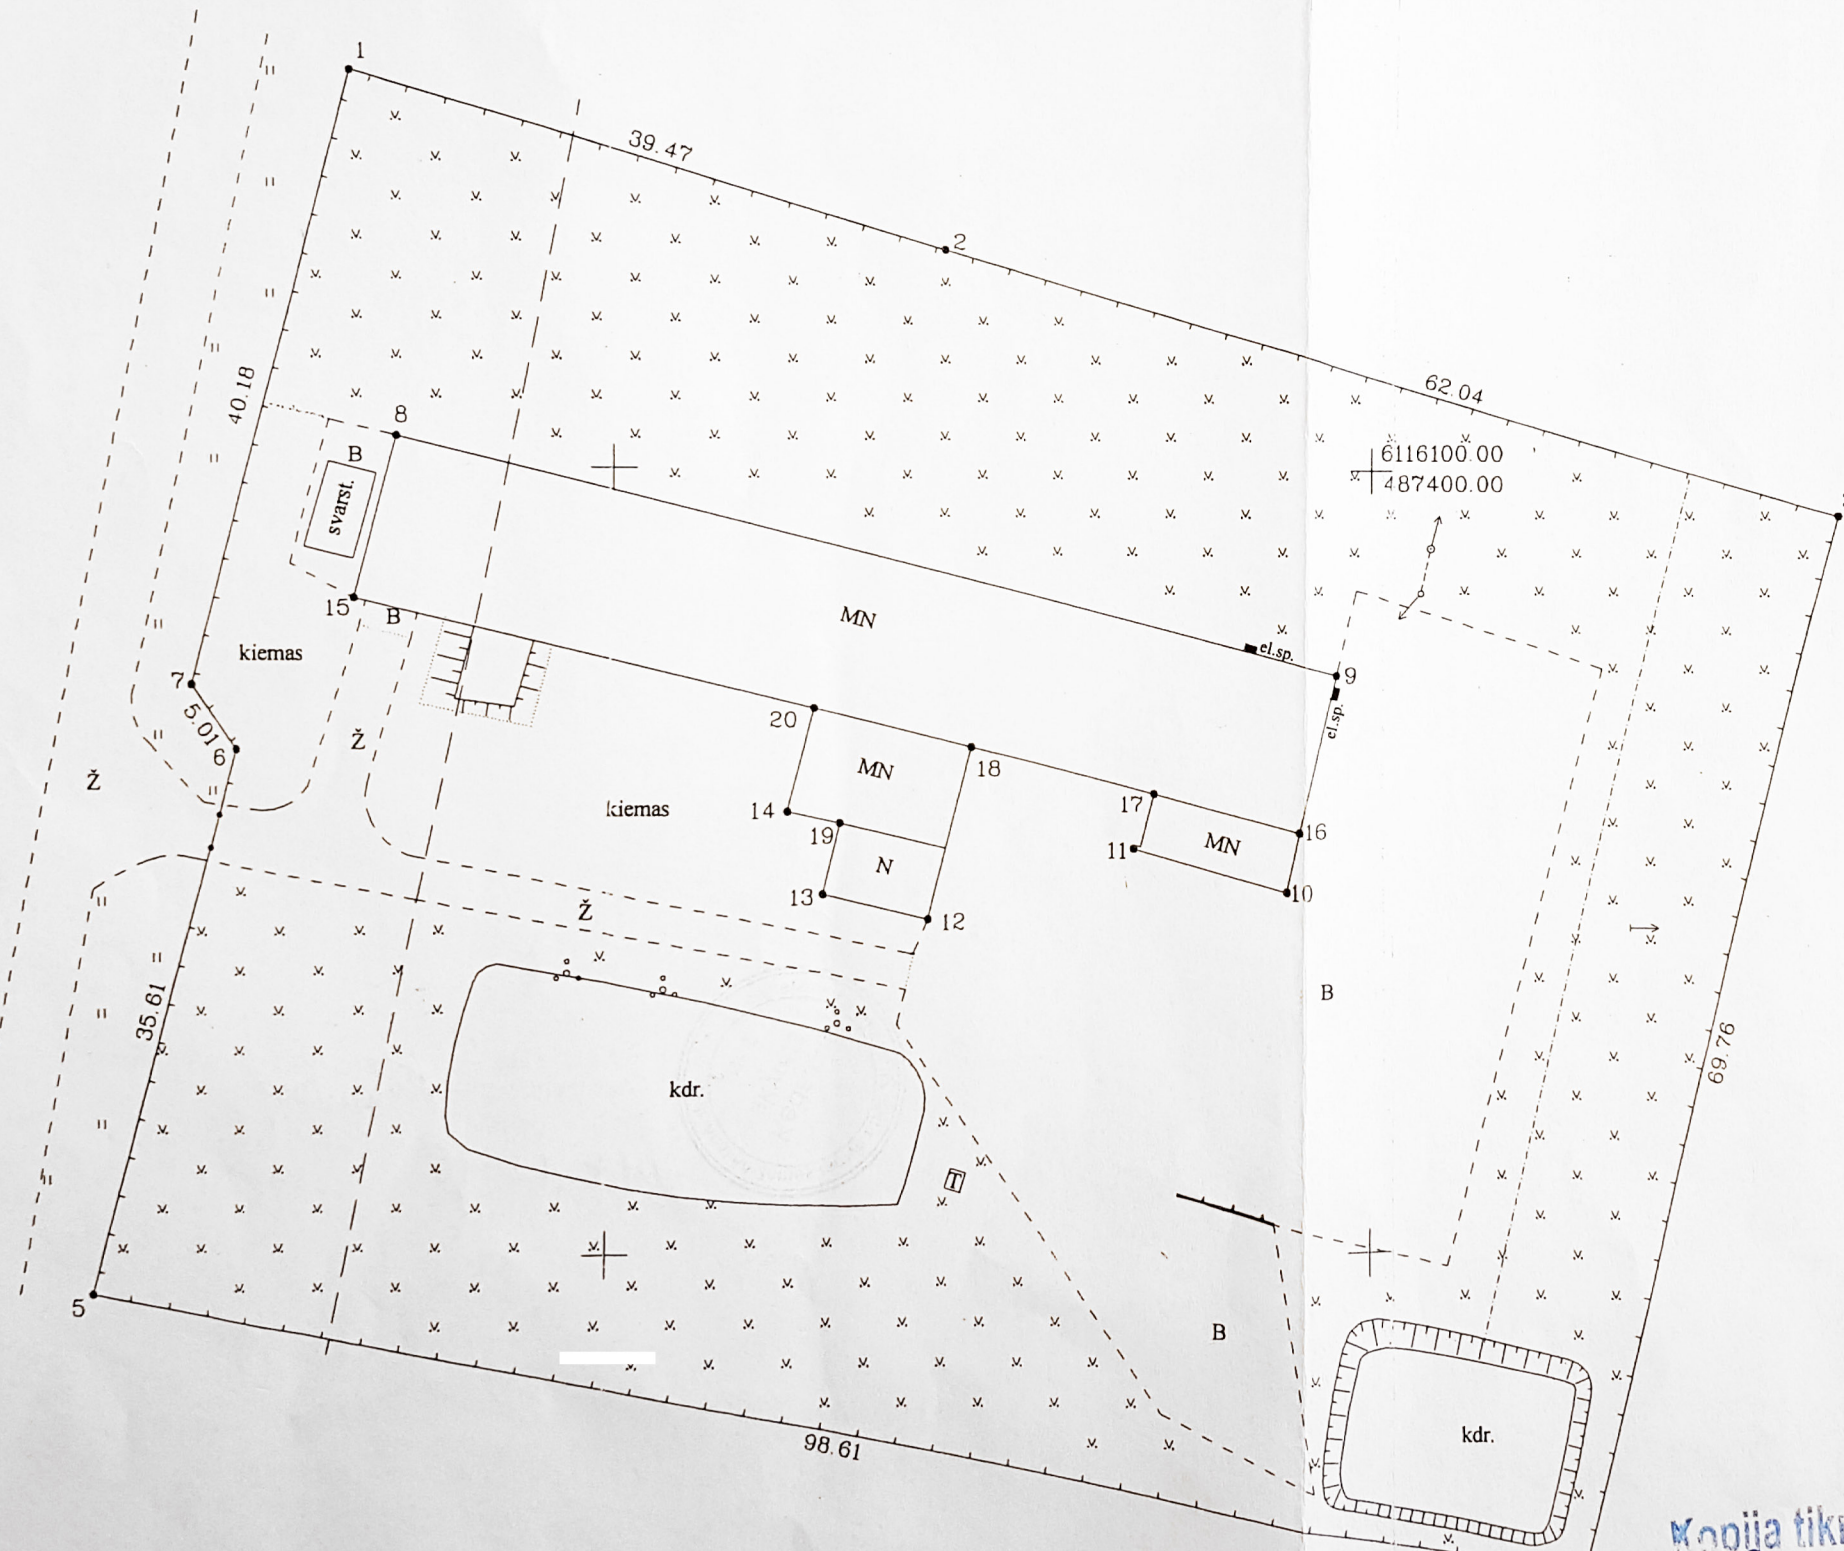 1
39.47
2
62.04
6116100.00
487400.00
40.18
8
B
svarst.
15
B
MN
el.sp.
9
el.sp.
kiemas
7
5.01
6
Ž
Ž
20
MN
18
kiemas
14
19
N
13
12
17
MN
16
11
10
Ž
B
35.61
kdr.
T
69.76
5
B
98.61
kdr.
Kopija